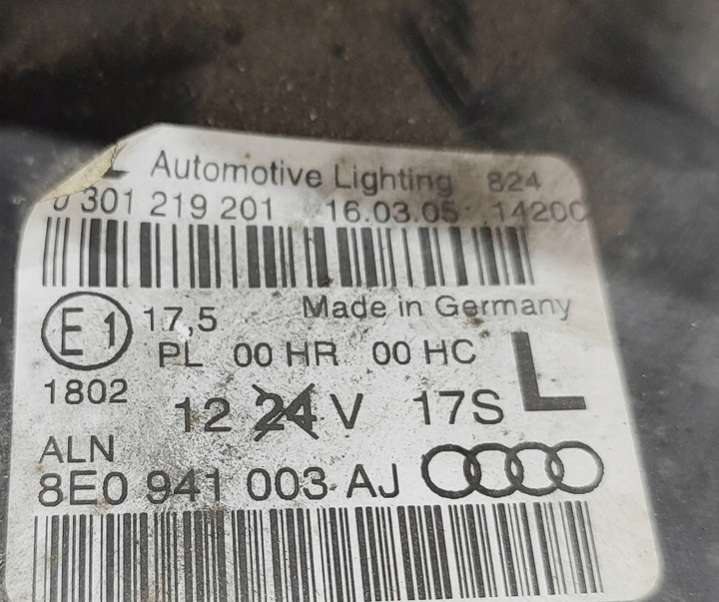 Automotive Lighting 824
0 301 219 201 16.03.05 14200
E1 17,5 Made in Germany
PL 00 HR 00 HC
1802 12 24 V 17S L
ALN
8E0 941 003 AJ